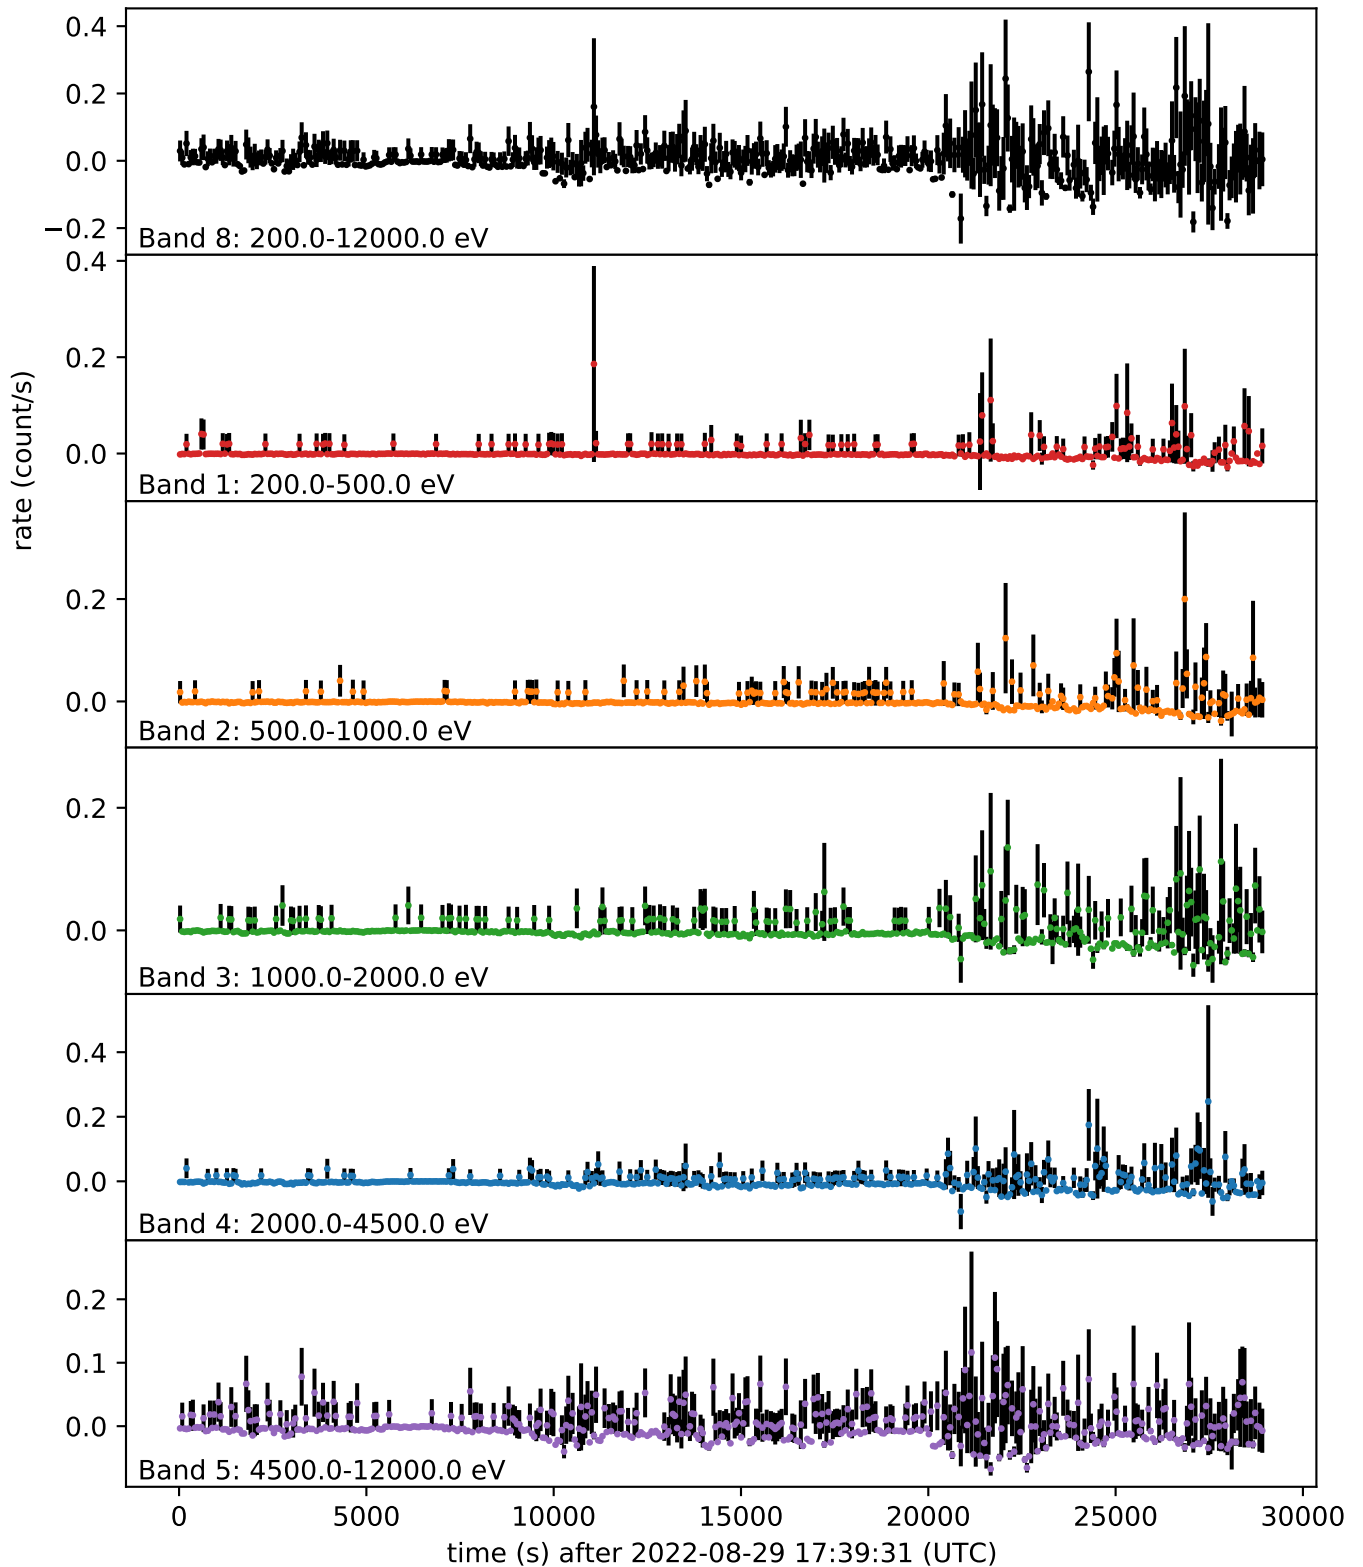 0.4
0.2
0.0
−0.2
Band 8: 200.0-12000.0 eV
0.4
0.2
0.0
Band 1: 200.0-500.0 eV
rate (count/s)
0.2
0.0
Band 2: 500.0-1000.0 eV
0.2
0.0
Band 3: 1000.0-2000.0 eV
0.4
0.2
0.0
Band 4: 2000.0-4500.0 eV
0.2
0.1
0.0
Band 5: 4500.0-12000.0 eV
0 5000 10000 15000 20000 25000 30000
time (s) after 2022-08-29 17:39:31 (UTC)